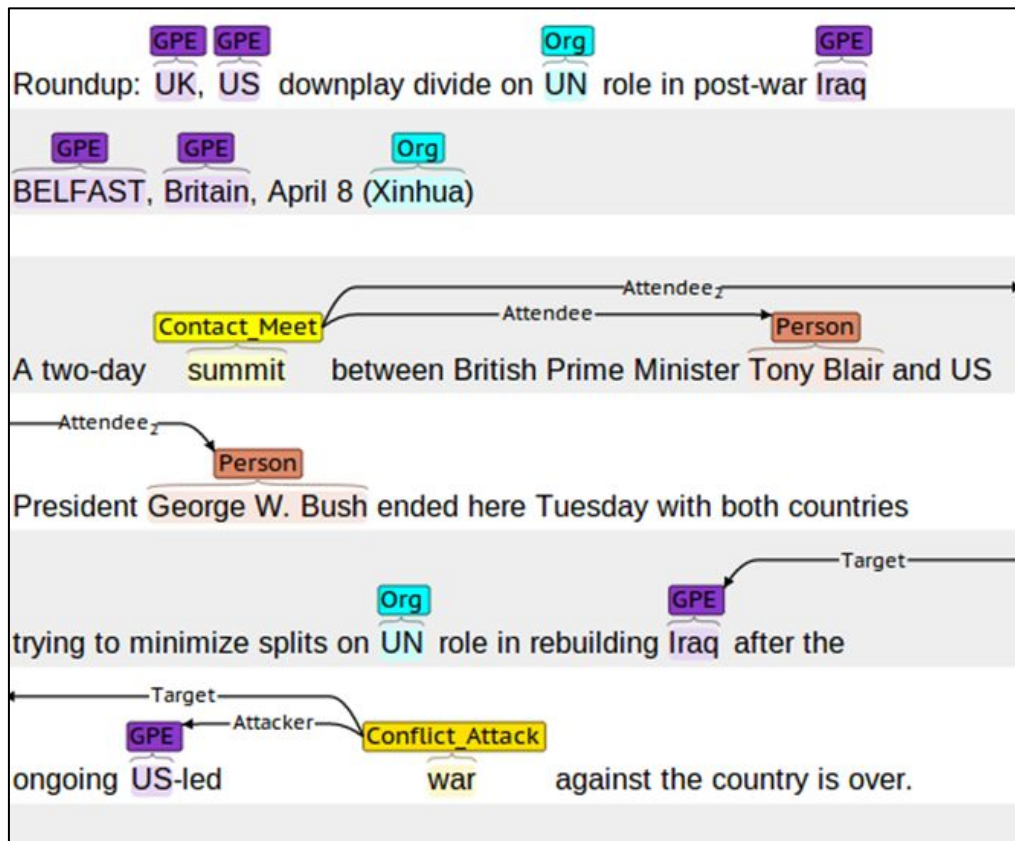 GPE GPE Org GPE
Roundup: UK, US downplay divide on UN role in post-war Iraq
GPE GPE Org
BELFAST, Britain, April 8 (Xinhua)
Attendee2
Attendee
Contact_Meet Person
A two-day summit between British Prime Minister Tony Blair and US
Attendee2
Person
President George W. Bush ended here Tuesday with both countries
Target
Org GPE
trying to minimize splits on UN role in rebuilding Iraq after the
Target
Attacker
GPE Conflict_Attack
ongoing US-led war against the country is over.